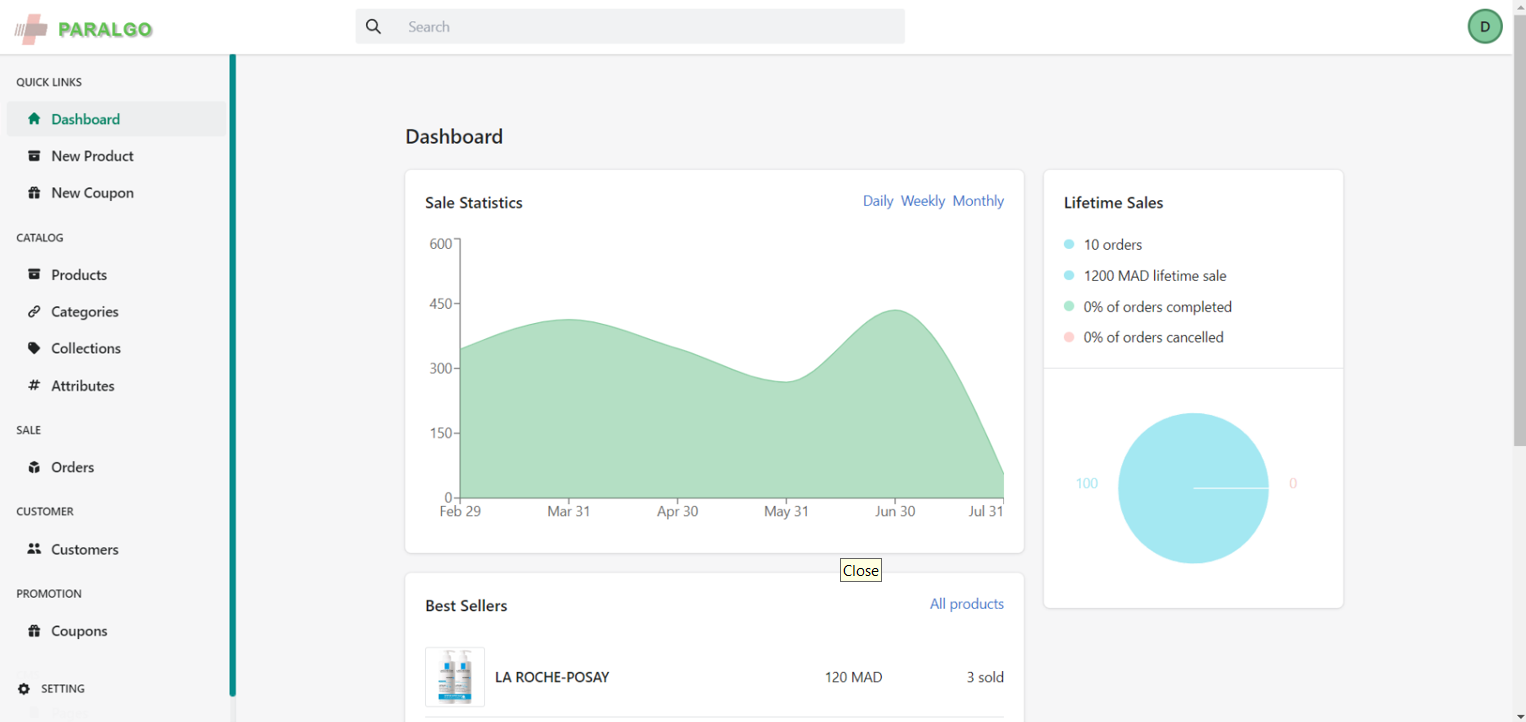 PARALGO
Search
D
QUICK LINKS
Dashboard
New Product
New Coupon
CATALOG
Products
Categories
Collections
Attributes
SALE
Orders
CUSTOMER
Customers
PROMOTION
Coupons
SETTING
Dashboard
Sale Statistics
Daily Weekly Monthly
600
450
300
150
0
Feb 29 Mar 31 Apr 30 May 31 Jun 30 Jul 31
Lifetime Sales
10 orders
1200 MAD lifetime sale
0% of orders completed
0% of orders cancelled
100 0
Close
Best Sellers All products
LA ROCHE-POSAY 120 MAD 3 sold